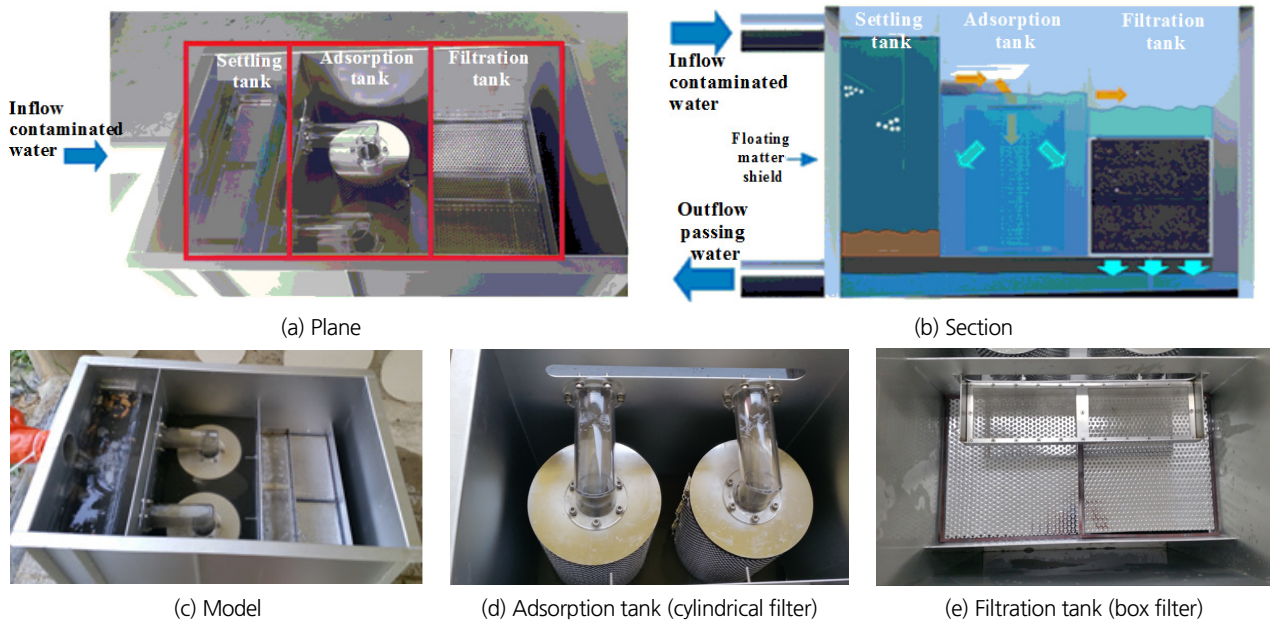 Inflow
contaminated
water
Settling
tank
Adsorption
tank
Filtration
tank
(a) Plane
Inflow
contaminated
water
Floating
matter
shield
Outflow
passing
water
Settling
tank
Adsorption
tank
Filtration
tank
(b) Section
(c) Model
(d) Adsorption tank (cylindrical filter)
(e) Filtration tank (box filter)